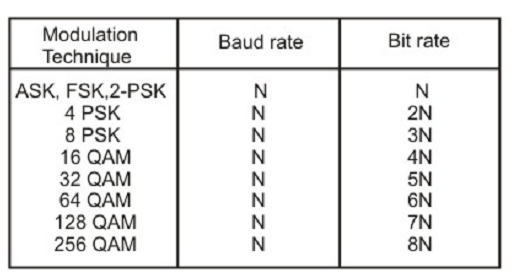 Modulation Technique Baud rate Bit rate
ASK, FSK,2-PSK N N
4 PSK N 2N
8 PSK N 3N
16 QAM N 4N
32 QAM N 5N
64 QAM N 6N
128 QAM N 7N
256 QAM N 8N